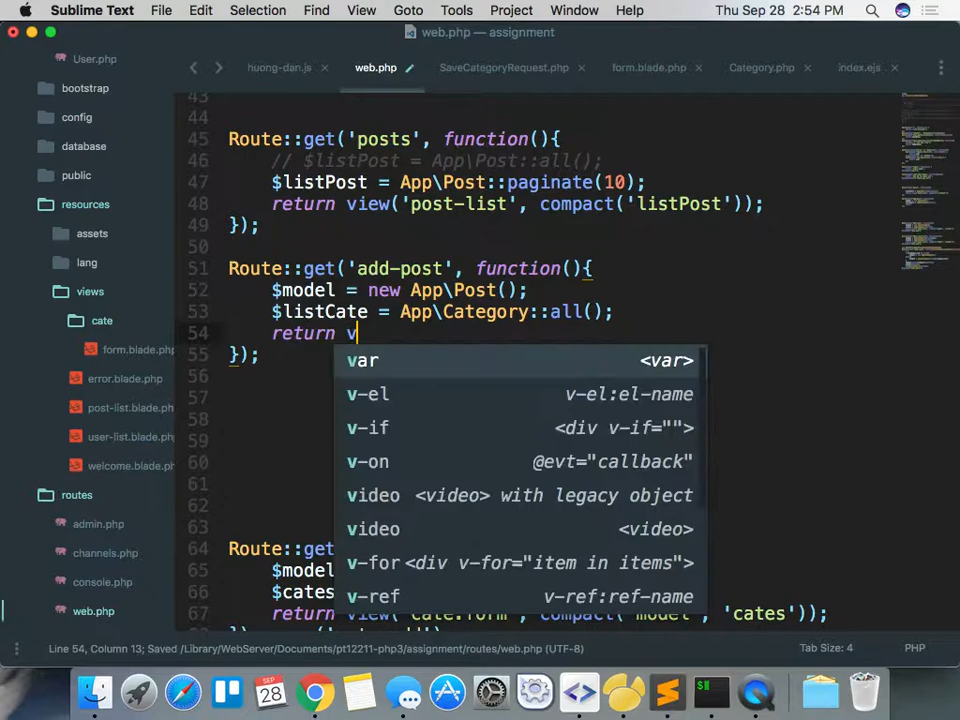 Sublime Text File Edit Selection Find View Goto Tools Project Window Help Thu Sep 28 2:54 PM
web.php — assignment
huong-dan.js × web.php SaveCategoryRequest.php × form.blade.php × Category.php × index.ejs ×
User.php
bootstrap
config
database
public
resources
assets
lang
views
cate
form.blade.php
error.blade.php
post-list.blade.php
user-list.blade.php
welcome.blade.php
routes
admin.php
channels.php
console.php
web.php
43
44
45 Route::get('posts', function(){
46 // $listPost = App\Post::all();
47 $listPost = App\Post::paginate(10);
48 return view('post-list', compact('listPost'));
49 });
50
51 Route::get('add-post', function(){
52 $model = new App\Post();
53 $listCate = App\Category::all();
54 return v
55 });
var <var>
v-el v-el:el-name
v-if <div v-if="">
v-on @evt="callback"
video <video> with legacy object
video <video>
v-for <div v-for="item in items">
v-ref v-ref:ref-name
56
57
58
59
60
61
62
63
64 Route::get
65 $model
66 $cates
67 return view('cate.form', compact('model', 'cates'));
Line 54, Column 13; Saved /Library/WebServer/Documents/pt12211-php3/assignment/routes/web.php (UTF-8) Tab Size: 4 PHP
SEP
28